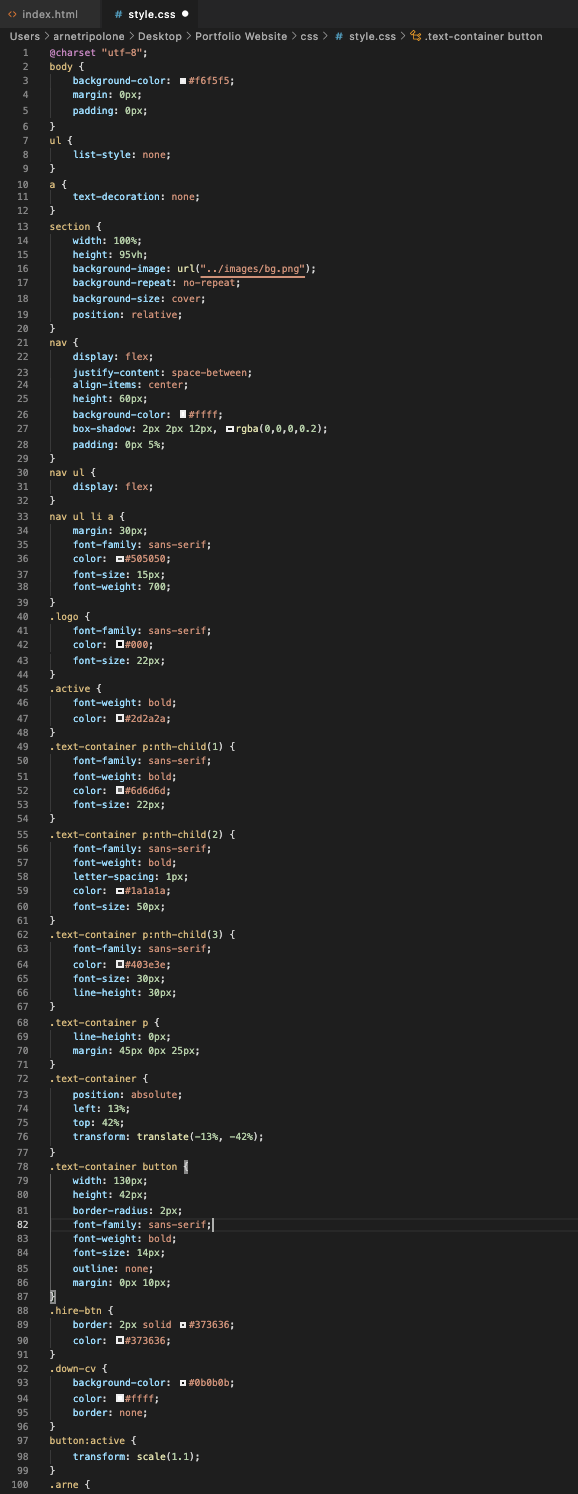 index.html
# style.css
Users > arnetripolone > Desktop > Portfolio Website > css > # style.css > .text-container button
1 @charset "utf-8";
2 body {
3 background-color: #f6f5f5;
4 margin: 0px;
5 padding: 0px;
6 }
7 ul {
8 list-style: none;
9 }
10 a {
11 text-decoration: none;
12 }
13 section {
14 width: 100%;
15 height: 95vh;
16 background-image: url("../images/bg.png");
17 background-repeat: no-repeat;
18 background-size: cover;
19 position: relative;
20 }
21 nav {
22 display: flex;
23 justify-content: space-between;
24 align-items: center;
25 height: 60px;
26 background-color: #ffff;
27 box-shadow: 2px 2px 12px, rgba(0,0,0,0.2);
28 padding: 0px 5%;
29 }
30 nav ul {
31 display: flex;
32 }
33 nav ul li a {
34 margin: 30px;
35 font-family: sans-serif;
36 color: #505050;
37 font-size: 15px;
38 font-weight: 700;
39 }
40 .logo {
41 font-family: sans-serif;
42 color: #000;
43 font-size: 22px;
44 }
45 .active {
46 font-weight: bold;
47 color: #2d2a2a;
48 }
49 .text-container p:nth-child(1) {
50 font-family: sans-serif;
51 font-weight: bold;
52 color: #6d6d6d;
53 font-size: 22px;
54 }
55 .text-container p:nth-child(2) {
56 font-family: sans-serif;
57 font-weight: bold;
58 letter-spacing: 1px;
59 color: #1a1a1a;
60 font-size: 50px;
61 }
62 .text-container p:nth-child(3) {
63 font-family: sans-serif;
64 color: #403e3e;
65 font-size: 30px;
66 line-height: 30px;
67 }
68 .text-container p {
69 line-height: 0px;
70 margin: 45px 0px 25px;
71 }
72 .text-container {
73 position: absolute;
74 left: 13%;
75 top: 42%;
76 transform: translate(-13%, -42%);
77 }
78 .text-container button {
79 width: 130px;
80 height: 42px;
81 border-radius: 2px;
82 font-family: sans-serif;
83 font-weight: bold;
84 font-size: 14px;
85 outline: none;
86 margin: 0px 10px;
87 }
88 .hire-btn {
89 border: 2px solid #373636;
90 color: #373636;
91 }
92 .down-cv {
93 background-color: #0b0b0b;
94 color: #ffff;
95 border: none;
96 }
97 button:active {
98 transform: scale(1.1);
99 }
100 .arne {